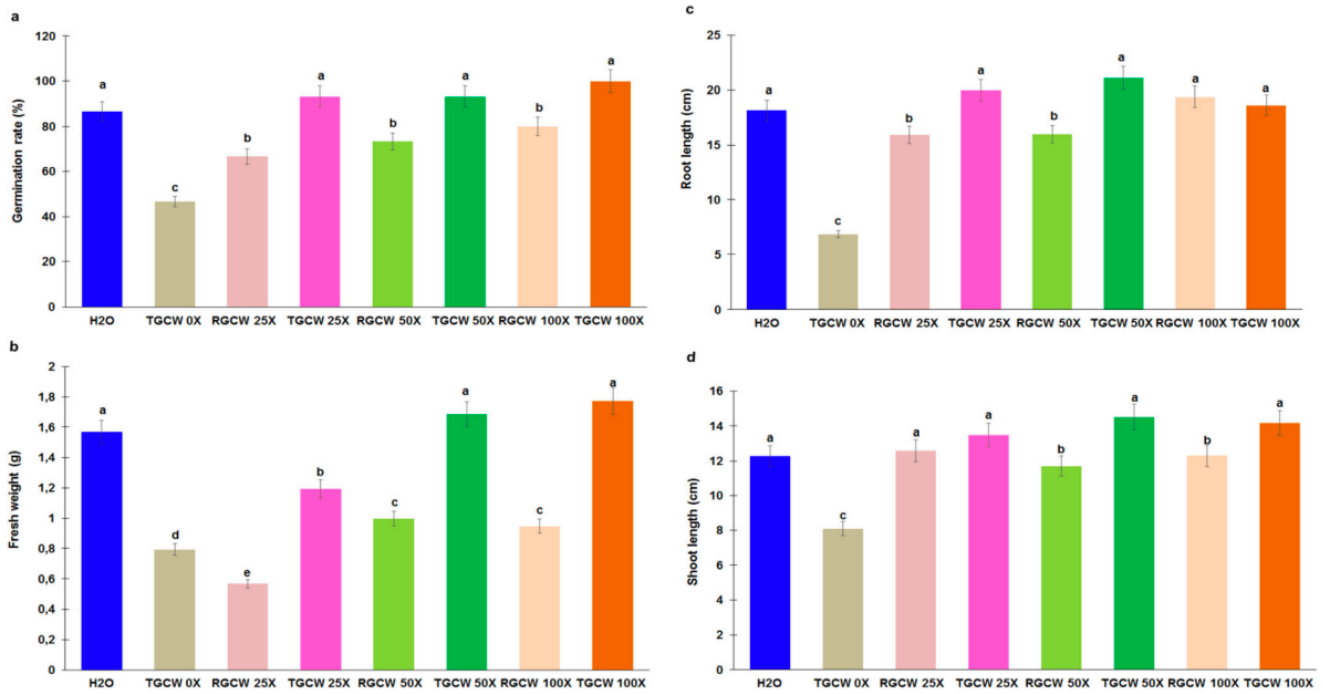 a
120
100
80
60
40
20
0
Germination rate (%)
a
c
b
a
b
a
b
a
H2O TGCW 0X RGCW 25X TGCW 25X RGCW 50X TGCW 50X RGCW 100X TGCW 100X
b
2
1,8
1,6
1,4
1,2
1
0,8
0,6
0,4
0,2
0
Fresh weight (g)
a
d
e
b
c
a
c
a
H2O TGCW 0X RGCW 25X TGCW 25X RGCW 50X TGCW 50X RGCW 100X TGCW 100X
c
25
20
15
10
5
0
Root length (cm)
a
c
b
a
b
a
a
a
H2O TGCW 0X RGCW 25X TGCW 25X RGCW 50X TGCW 50X RGCW 100X TGCW 100X
d
16
14
12
10
8
6
4
2
0
Shoot length (cm)
a
c
a
a
b
a
b
a
H2O TGCW 0X RGCW 25X TGCW 25X RGCW 50X TGCW 50X RGCW 100X TGCW 100X